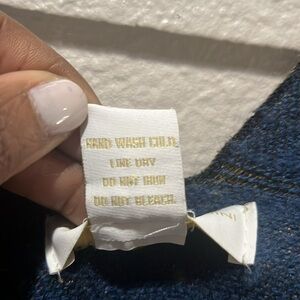 HAND WASH COLD
LINE DRY
DO NOT IRON
DO NOT BLEACH.